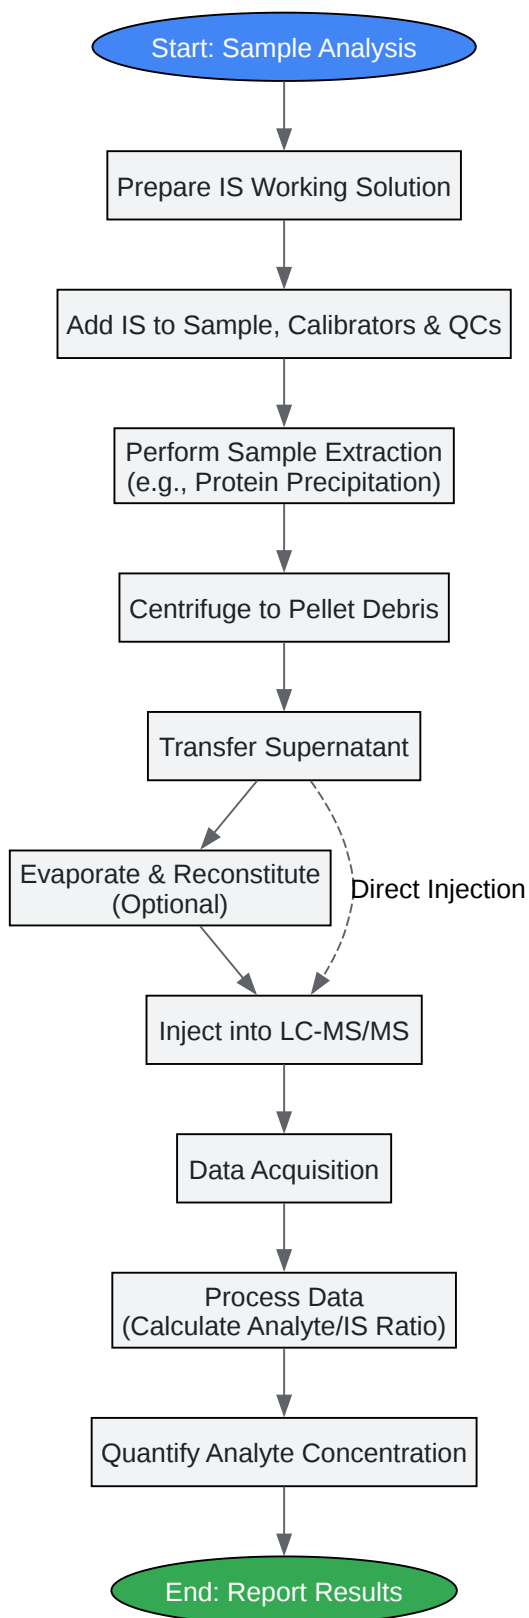 Start: Sample Analysis
Prepare IS Working Solution
Add IS to Sample, Calibrators & QCs
Perform Sample Extraction
(e.g., Protein Precipitation)
Centrifuge to Pellet Debris
Transfer Supernatant
Evaporate & Reconstitute
(Optional)
Direct Injection
Inject into LC-MS/MS
Data Acquisition
Process Data
(Calculate Analyte/IS Ratio)
Quantify Analyte Concentration
End: Report Results